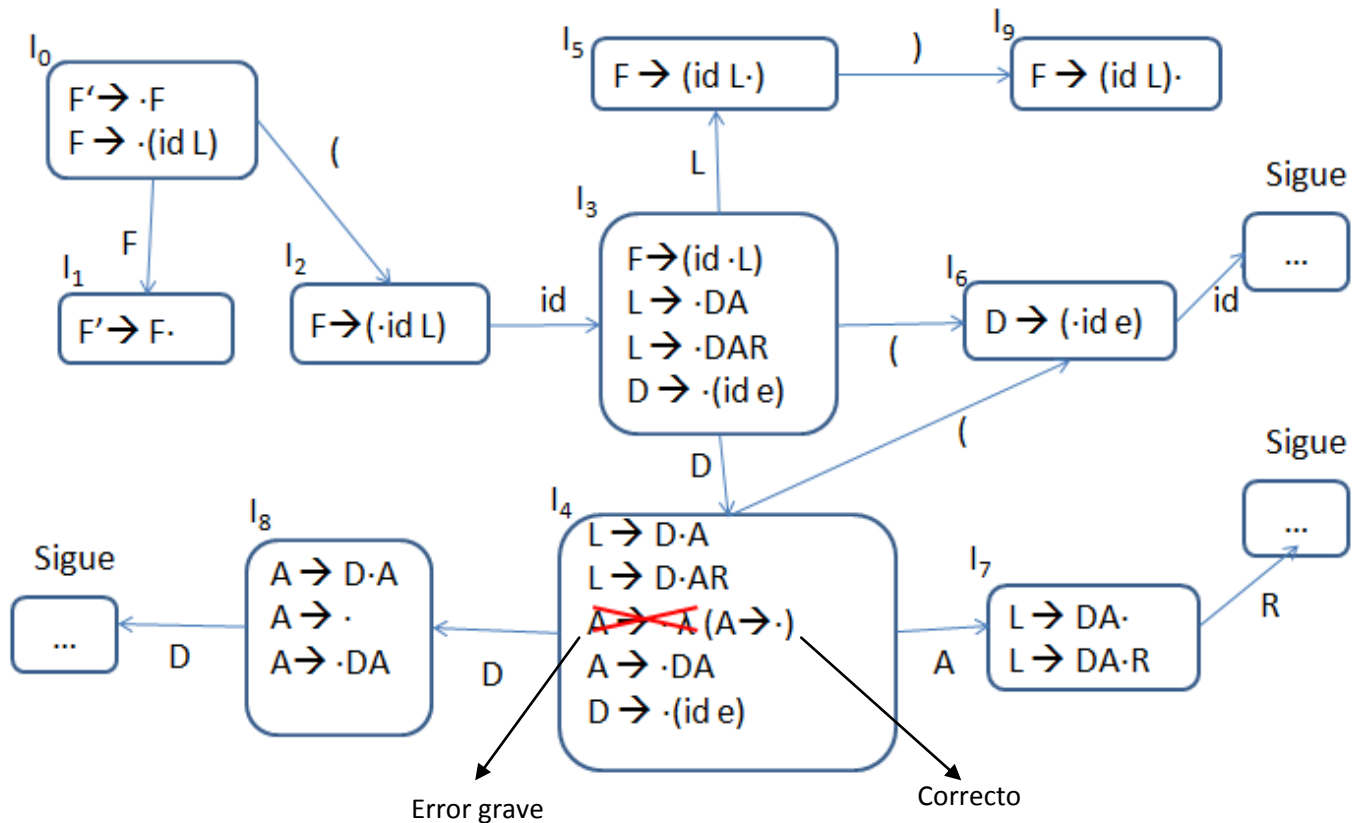 I0
F' → ·F
F → ·(id L)
F
(
I1
F' → F·
I2
F→(·id L)
id
I3
F→(id ·L)
L → ·DA
L → ·DAR
D → ·(id e)
L
I5
F → (id L·)
)
I9
F → (id L)·
(
I6
D → (·id e)
id
Sigue
...
D
(
I4
L → D·A
L → D·AR
A → ·λ (A→·)
A → ·DA
D → ·(id e)
A
I7
L → DA·
L → DA·R
R
Sigue
...
D
I8
A → D·A
A → ·
A→ ·DA
D
Sigue
...
Error grave
Correcto